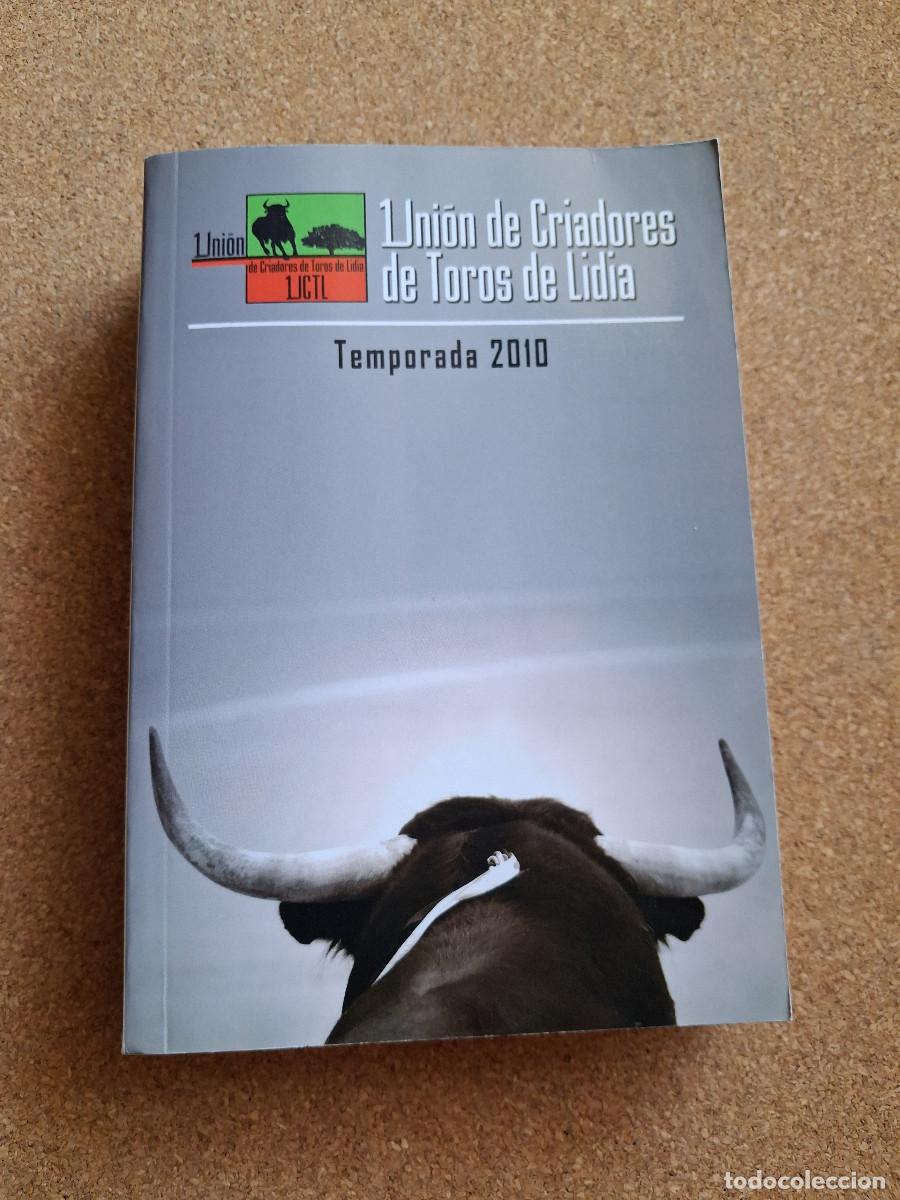 Unión
de Criadores de Toros de Lidia
UCTL
Unión de Criadores
de Toros de Lidia
Temporada 2010
todocoleccion